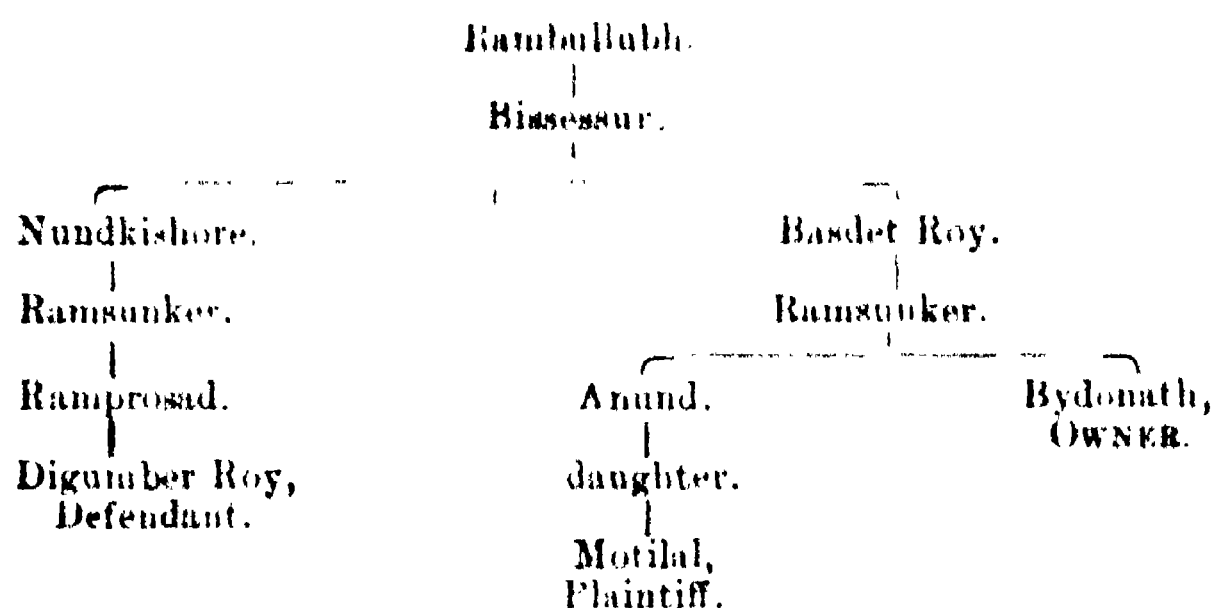 Rambullubh.
Bissessur.
Nundkishore. Basdet Roy.
Ramsunker. Ramsunker.
Ramprosad. Anund. Bydonath,
OWNER.
Digumber Roy, daughter.
Defendant.
Motilal,
Plaintiff.